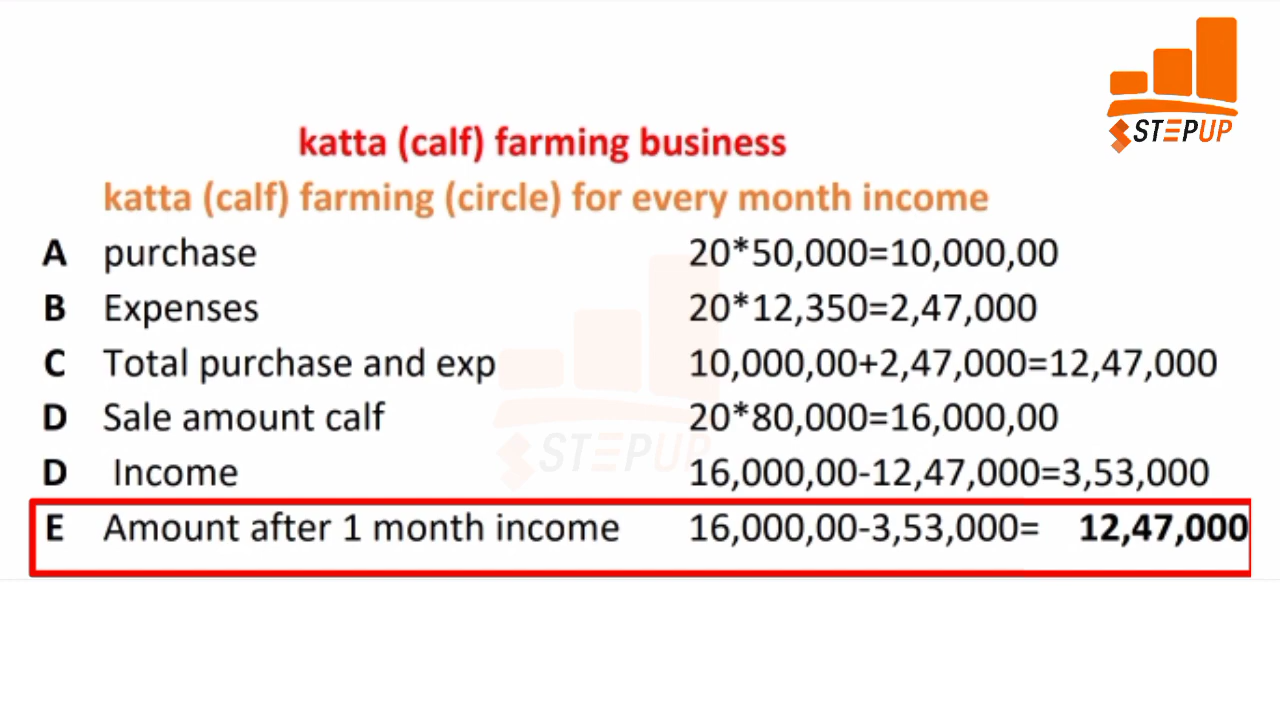 STEPUP
katta (calf) farming business
katta (calf) farming (circle) for every month income
A purchase 20*50,000=10,000,00
B Expenses 20*12,350=2,47,000
C Total purchase and exp 10,000,00+2,47,000=12,47,000
D Sale amount calf 20*80,000=16,000,00
STEPUP
D Income 16,000,00-12,47,000=3,53,000
E Amount after 1 month income 16,000,00-3,53,000= 12,47,000